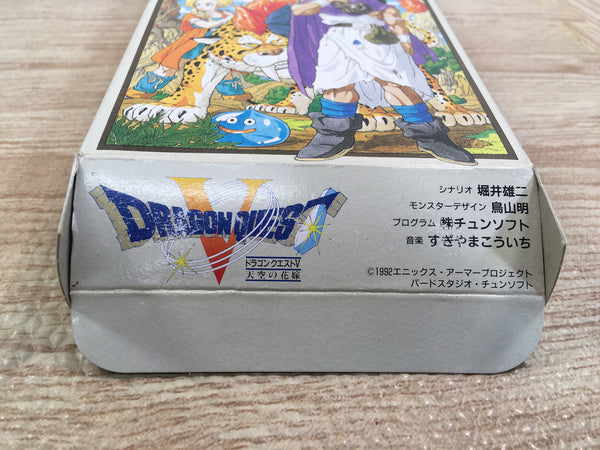 DRAGON QUEST
V
ドラゴンクエストV
天空の花嫁
シナリオ 堀井雄二
モンスターデザイン 鳥山明
プログラム ㈱チュンソフト
音楽 すぎやまこういち
©1992エニックス・アーマープロジェクト
バードスタジオ・チュンソフト